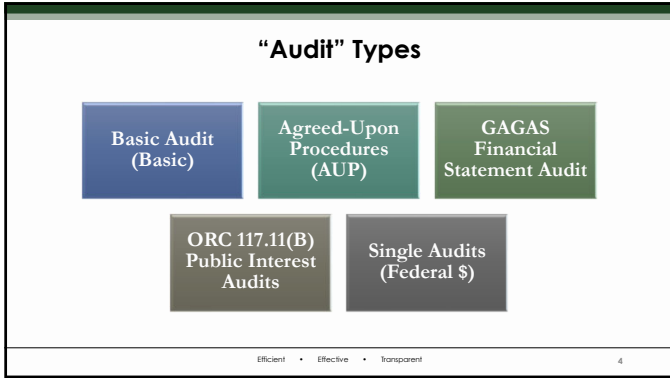 “Audit” Types
Basic Audit
(Basic)
Agreed-Upon
Procedures
(AUP)
GAGAS
Financial
Statement Audit
ORC 117.11(B)
Public Interest
Audits
Single Audits
(Federal $)
Efficient • Effective • Transparent
4